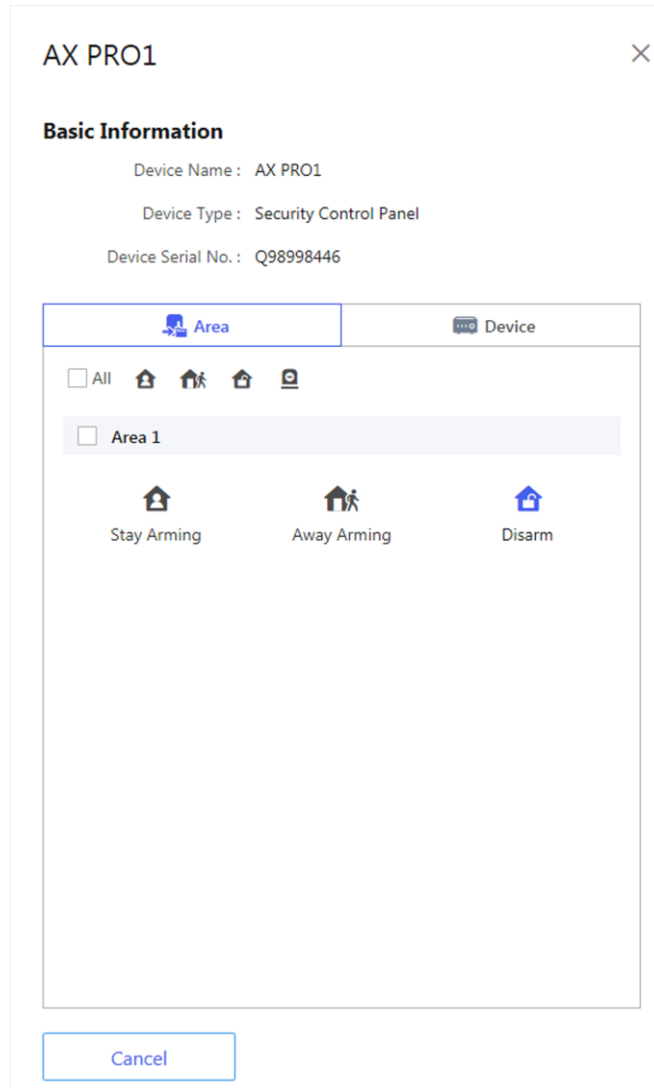 AX PRO1
Basic Information
Device Name : AX PRO1
Device Type : Security Control Panel
Device Serial No. : Q98998446
Area Device
All
Area 1
Stay Arming Away Arming Disarm
Cancel